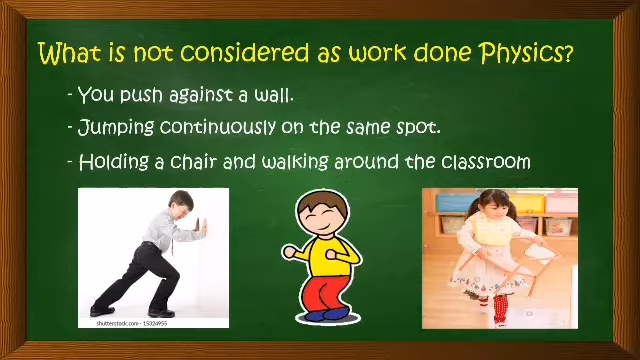 What is not considered as work done Physics?
- You push against a wall.
- Jumping continuously on the same spot.
- Holding a chair and walking around the classroom
shutterstock.com · 15324955